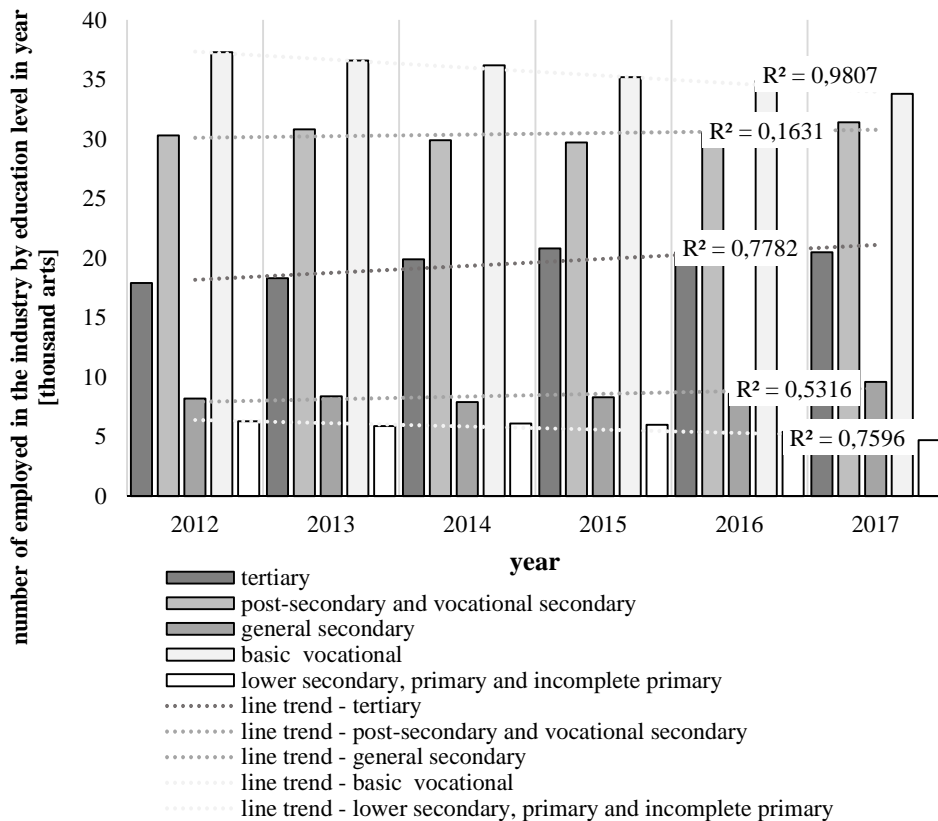 number of employed in the industry by education level in year
[thousand arts]
40
35
30
25
20
15
10
5
0
R² = 0,9807
R² = 0,1631
R² = 0,7782
R² = 0,5316
R² = 0,7596
2012 2013 2014 2015 2016 2017
year
tertiary
post-secondary and vocational secondary
general secondary
basic vocational
lower secondary, primary and incomplete primary
line trend - tertiary
line trend - post-secondary and vocational secondary
line trend - general secondary
line trend - basic vocational
line trend - lower secondary, primary and incomplete primary